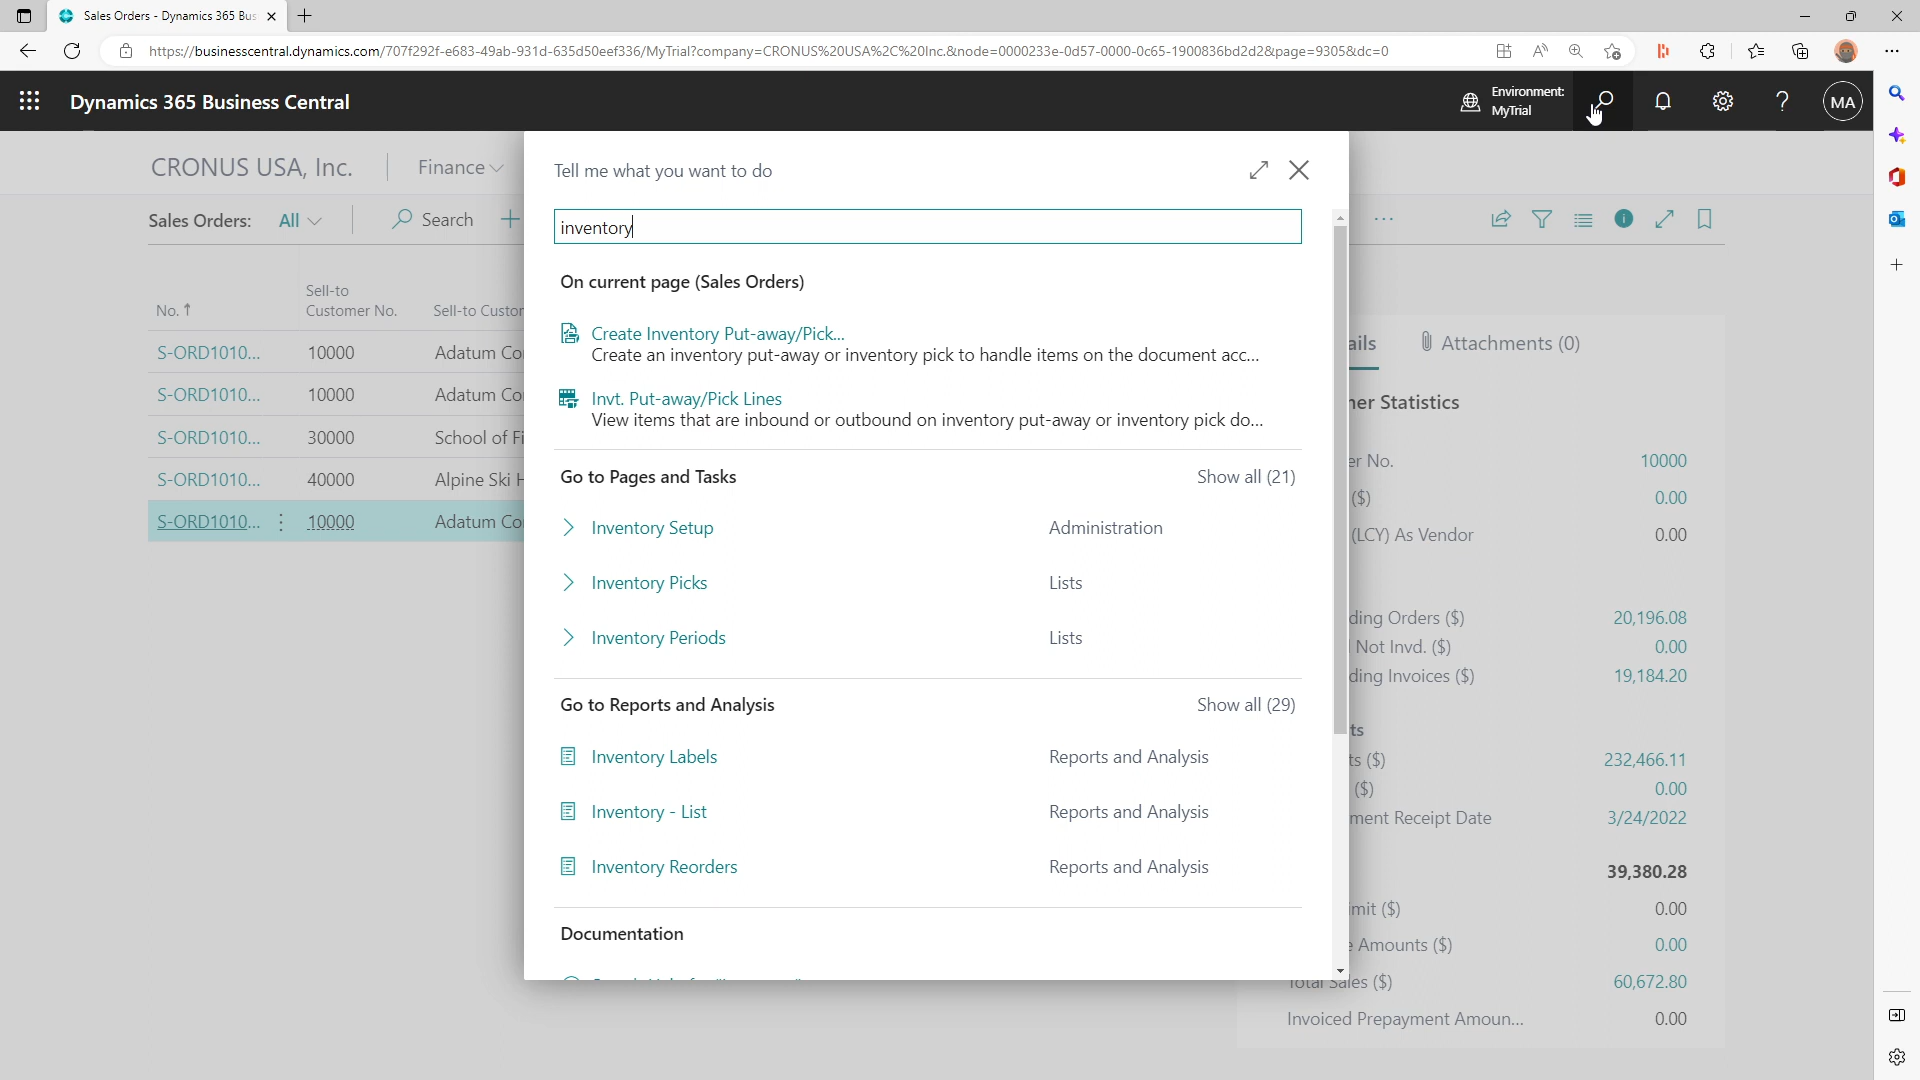 Sales Orders - Dynamics 365 Bus
https://businesscentral.dynamics.com/707f292f-e683-49ab-931d-635d50eef336/MyTrial?company=CRONUS%20USA%2C%20Inc.&node=0000233e-0d57-0000-0c65-1900836bd2d2&page=9305&dc=0
Dynamics 365 Business Central
Environment:
MyTrial
MA
CRONUS USA, Inc.
Finance
Sales Orders:
All
Search
Tell me what you want to do
inventory
On current page (Sales Orders)
Create Inventory Put-away/Pick...
Create an inventory put-away or inventory pick to handle items on the document acc...
Invt. Put-away/Pick Lines
View items that are inbound or outbound on inventory put-away or inventory pick do...
Go to Pages and Tasks Show all (21)
Inventory Setup Administration
Inventory Picks Lists
Inventory Periods Lists
Go to Reports and Analysis Show all (29)
Inventory Labels Reports and Analysis
Inventory - List Reports and Analysis
Inventory Reorders Reports and Analysis
Documentation
No. ↑
Sell-to
Customer No.
Sell-to Custor
S-ORD1010... 10000 Adatum Co
S-ORD1010... 10000 Adatum Co
S-ORD1010... 30000 School of Fi
S-ORD1010... 40000 Alpine Ski H
S-ORD1010... 10000 Adatum Co
ails
Attachments (0)
ner Statistics
er No. 10000
($) 0.00
(LCY) As Vendor 0.00
ding Orders ($) 20,196.08
Not Invd. ($) 0.00
ding Invoices ($) 19,184.20
ts
ts ($) 232,466.11
($) 0.00
ment Receipt Date 3/24/2022
39,380.28
imit ($) 0.00
e Amounts ($) 0.00
Total Sales ($) 60,672.80
Invoiced Prepayment Amoun... 0.00